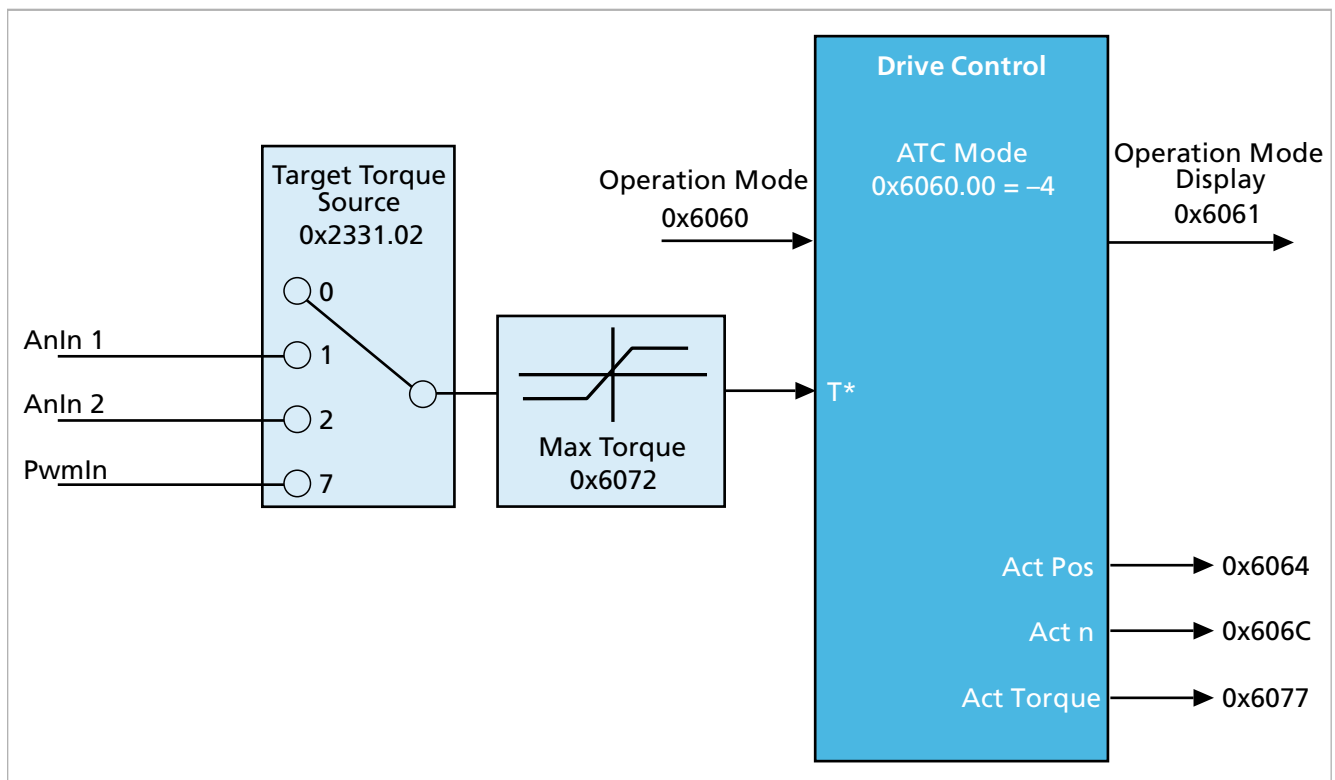 Drive Control
ATC Mode
0x6060.00 = –4
Operation Mode
0x6060
Operation Mode
Display
0x6061
Target Torque
Source
0x2331.02
0
AnIn 1
1
AnIn 2
2
PwmIn
7
Max Torque
0x6072
T*
Act Pos
0x6064
Act n
0x606C
Act Torque
0x6077